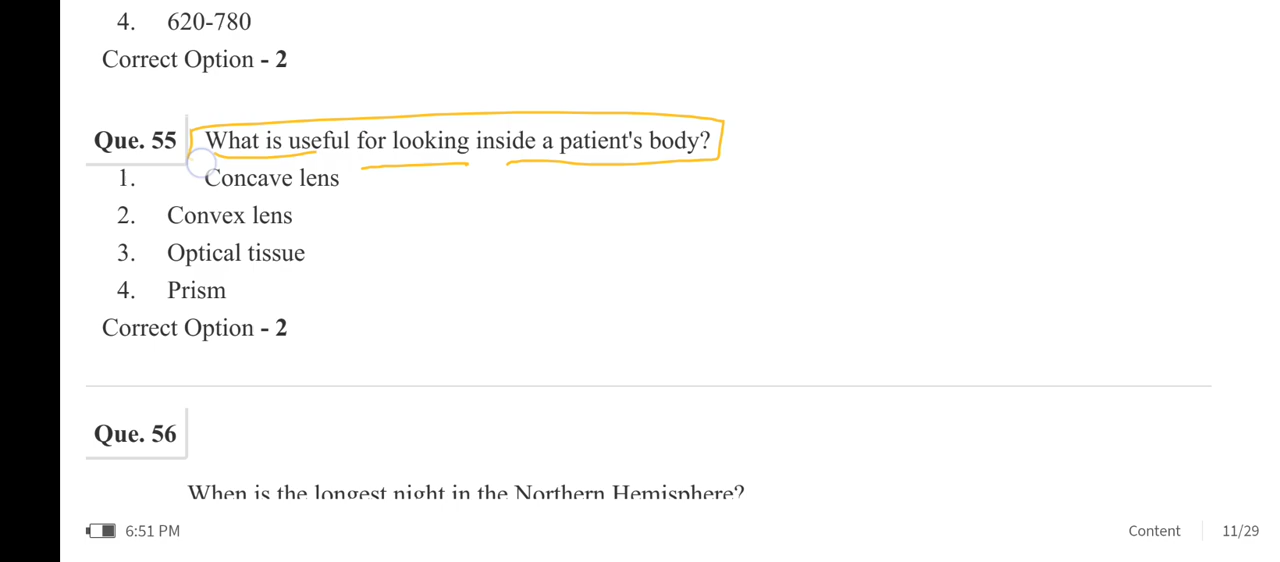 4. 620-780
Correct Option - 2
Que. 55 What is useful for looking inside a patient's body?
1. Concave lens
2. Convex lens
3. Optical tissue
4. Prism
Correct Option - 2
Que. 56
When is the longest night in the Northern Hemisphere?
6:51 PM Content 11/29